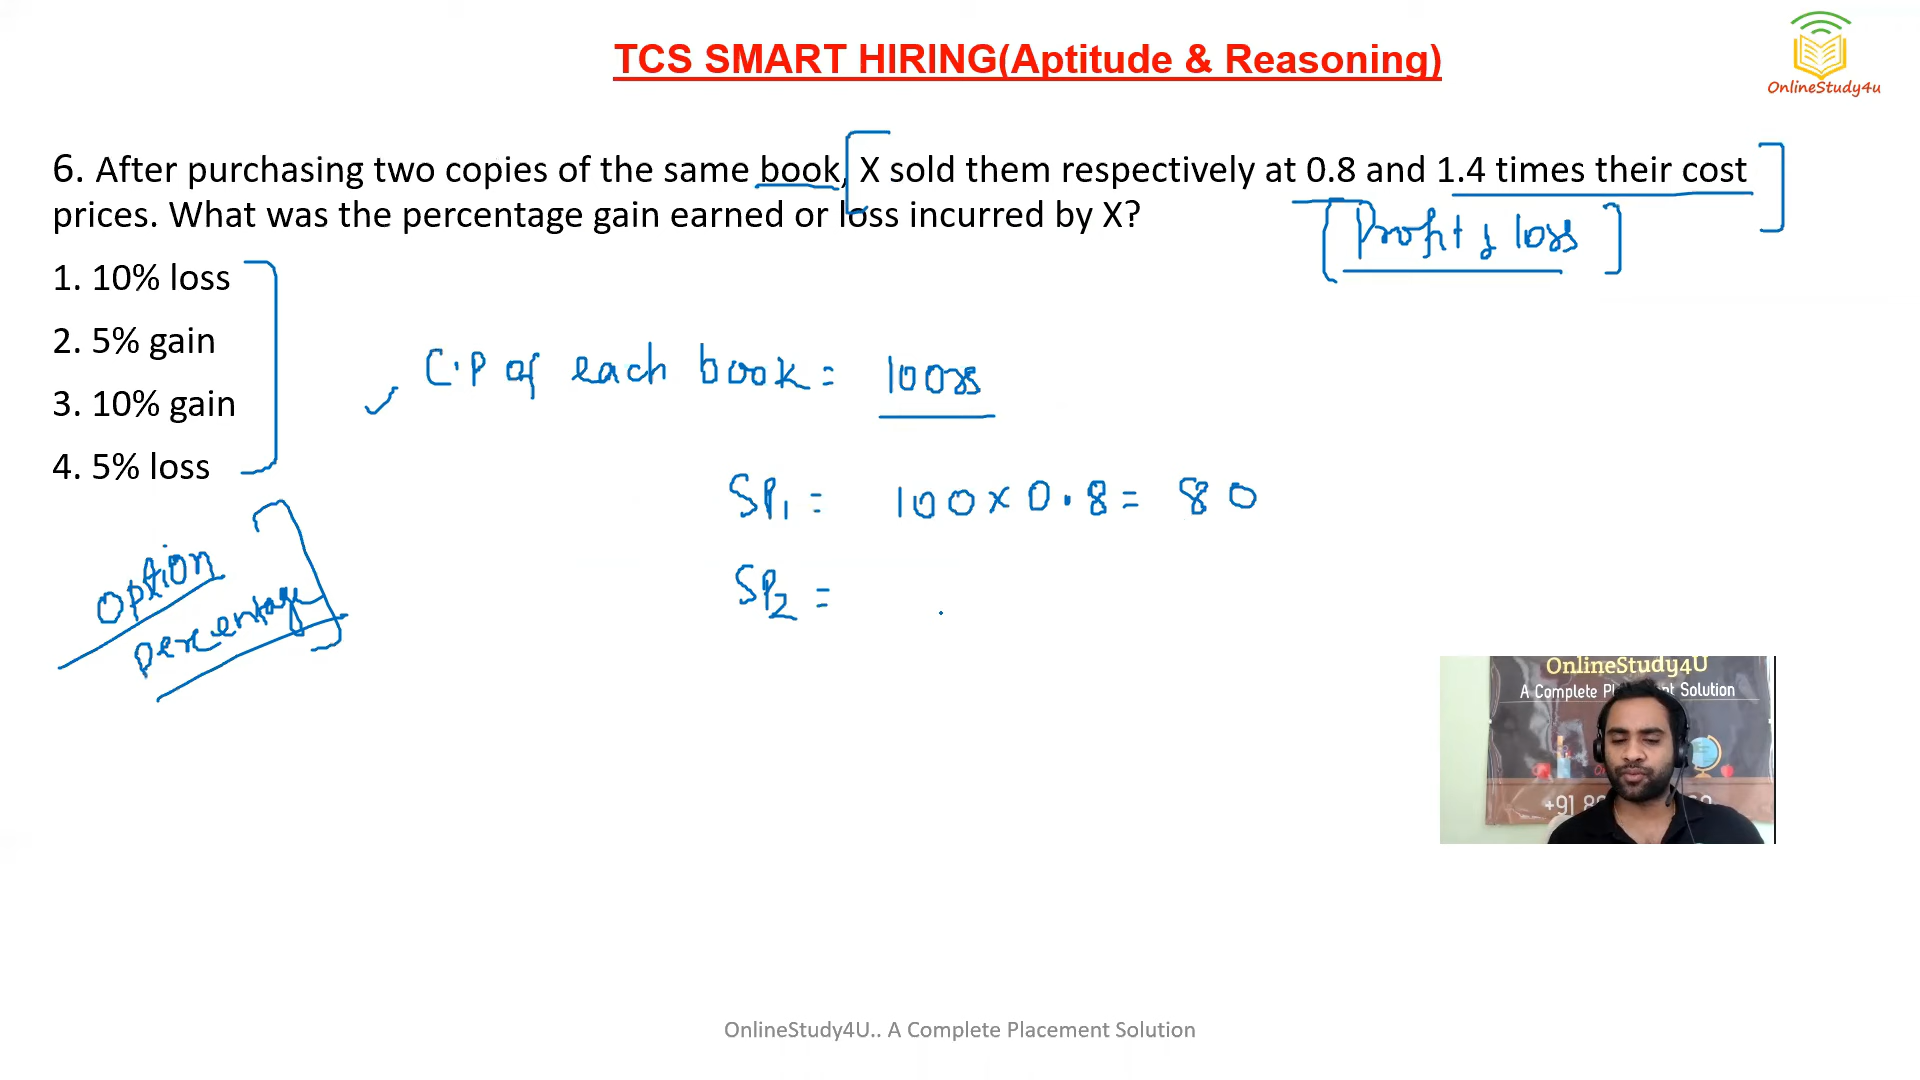 TCS SMART HIRING(Aptitude & Reasoning)
OnlineStudy4u
6. After purchasing two copies of the same book, X sold them respectively at 0.8 and 1.4 times their cost
prices. What was the percentage gain earned or loss incurred by X?
[Profit & loss]
1. 10% loss
2. 5% gain
3. 10% gain
4. 5% loss
C.P of each book = 100rs
SP1 = 100 × 0.8 = 80
SP2 =
option
percentage
OnlineStudy4U
A Complete Pl nt Solution
+91 8
OnlineStudy4U.. A Complete Placement Solution